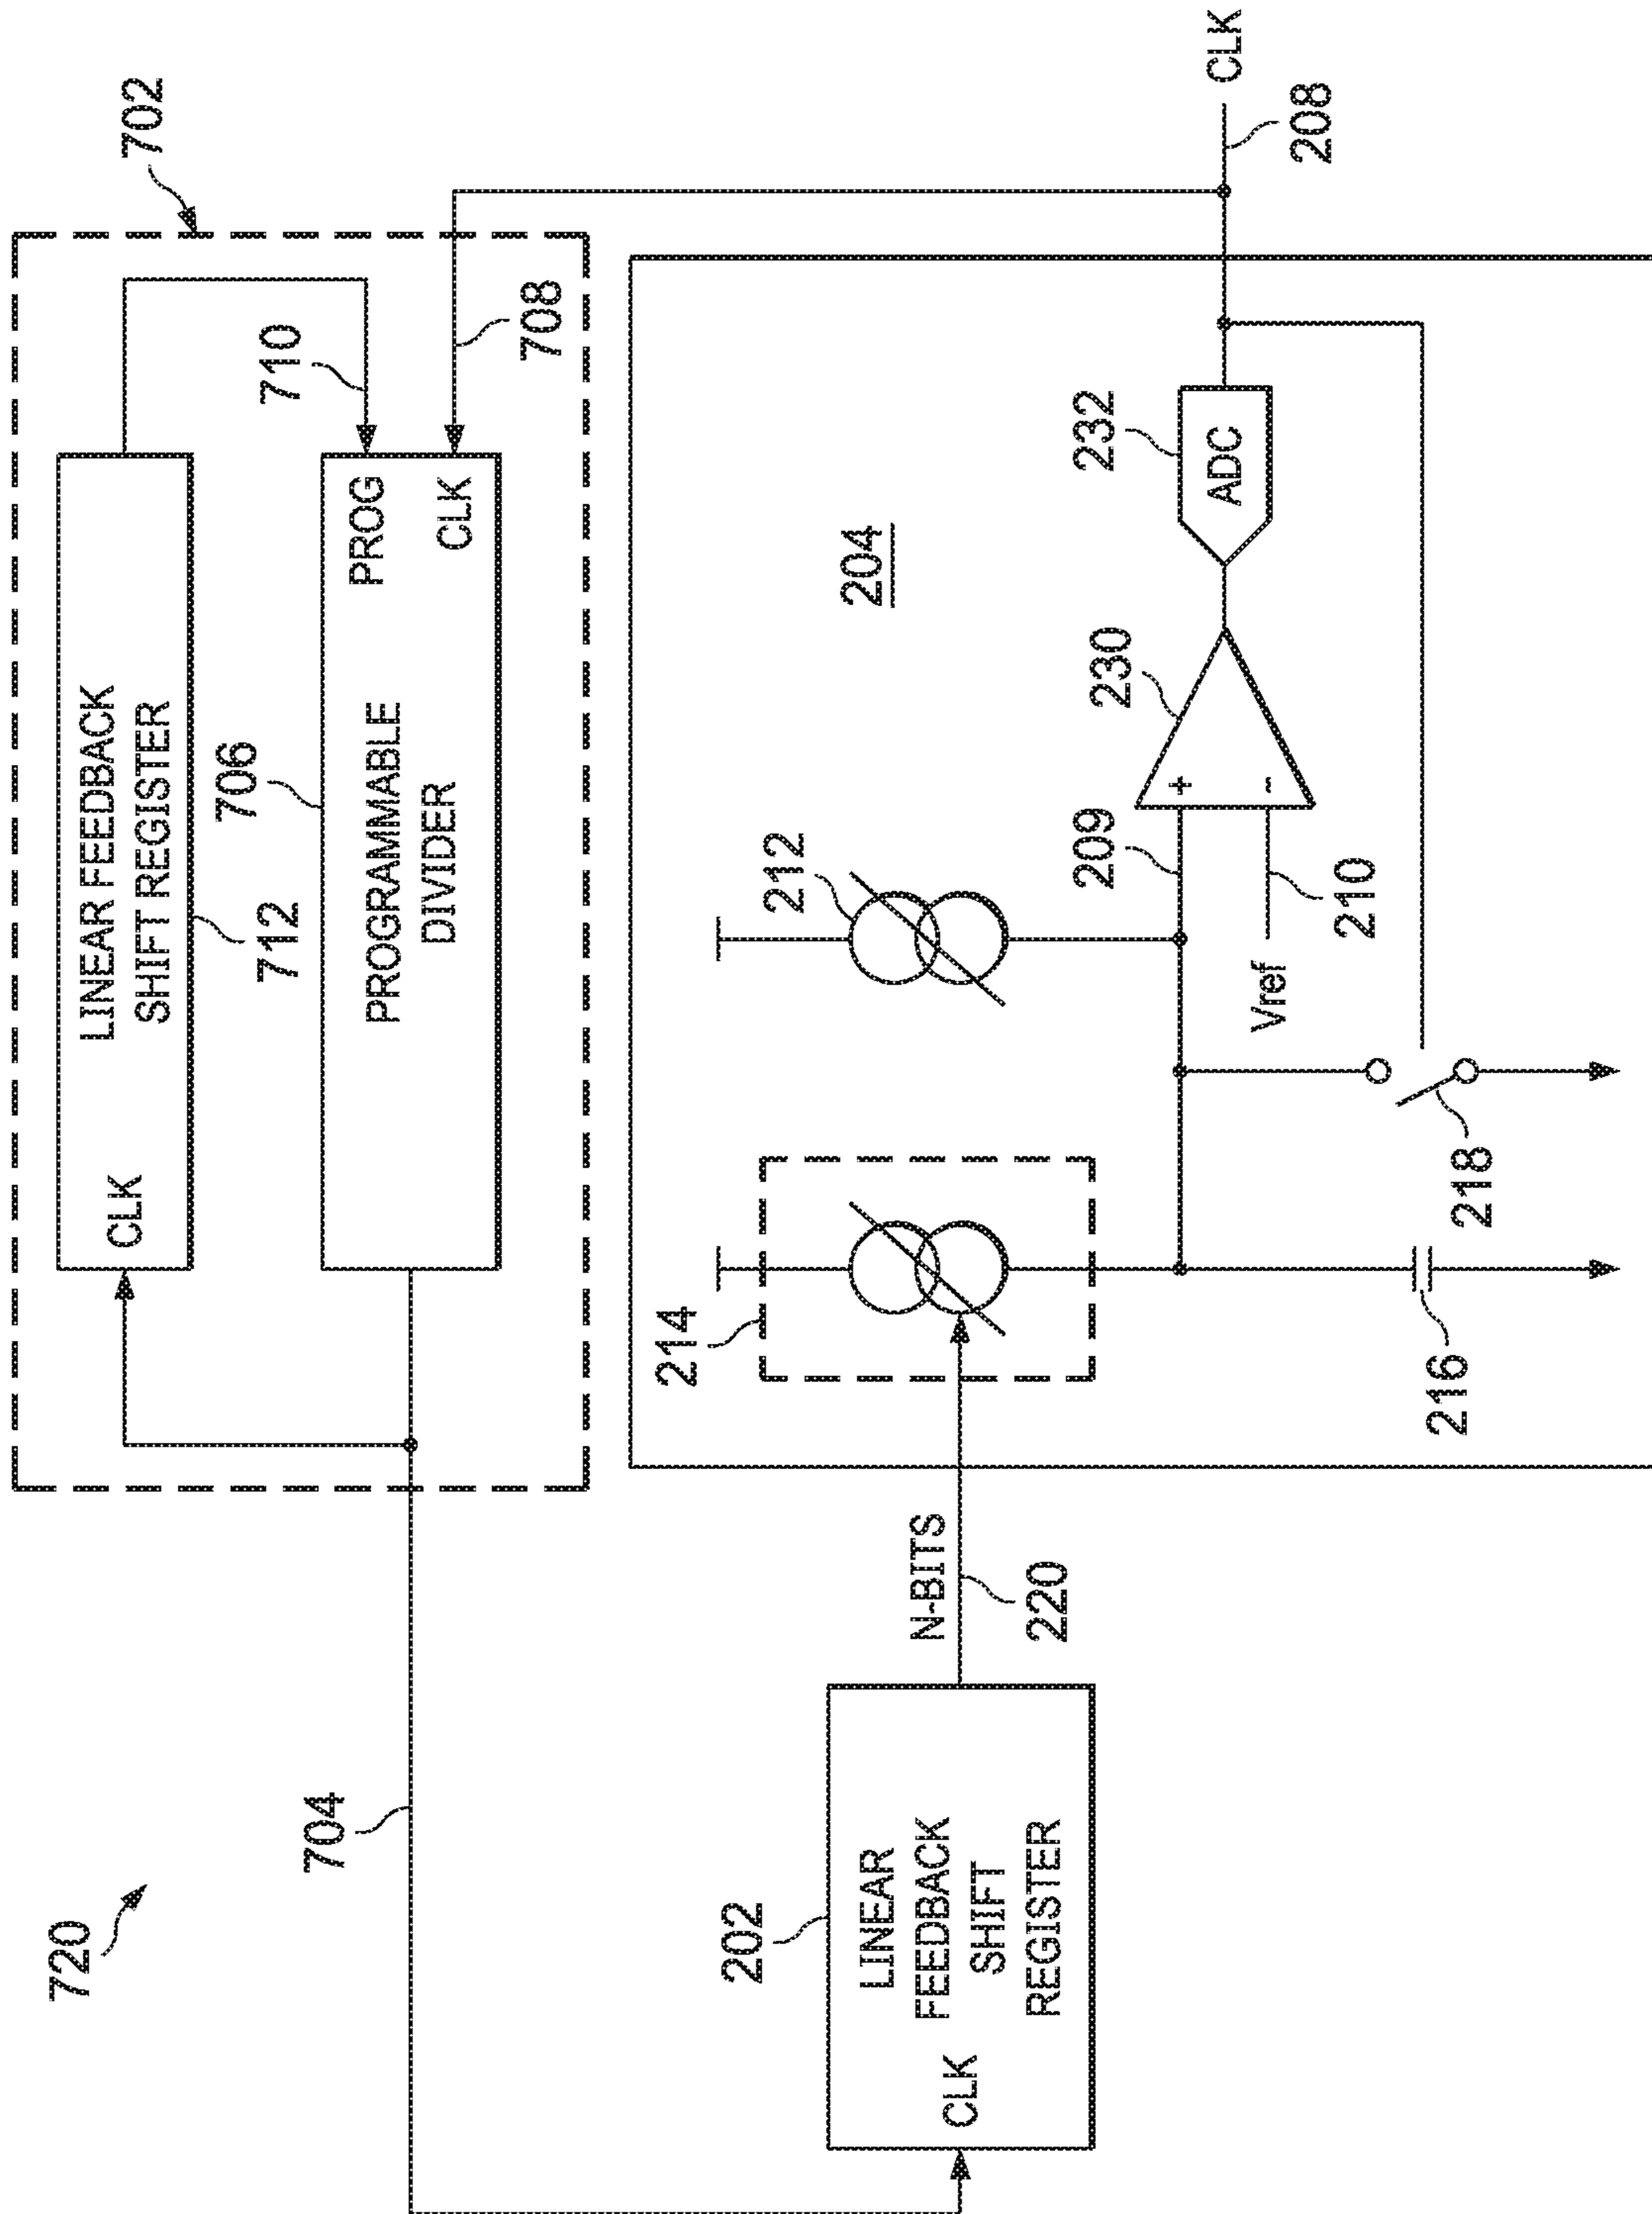 720
704
702
CLK
LINEAR FEEDBACK
SHIFT REGISTER
712
710
706
PROGRAMMABLE
DIVIDER
PROG
CLK
708
202
LINEAR
FEEDBACK
SHIFT
REGISTER
CLK
N-BITS
220
204
214
212
209
230
232
ADC
+
-
Vref
210
216
218
CLK
208